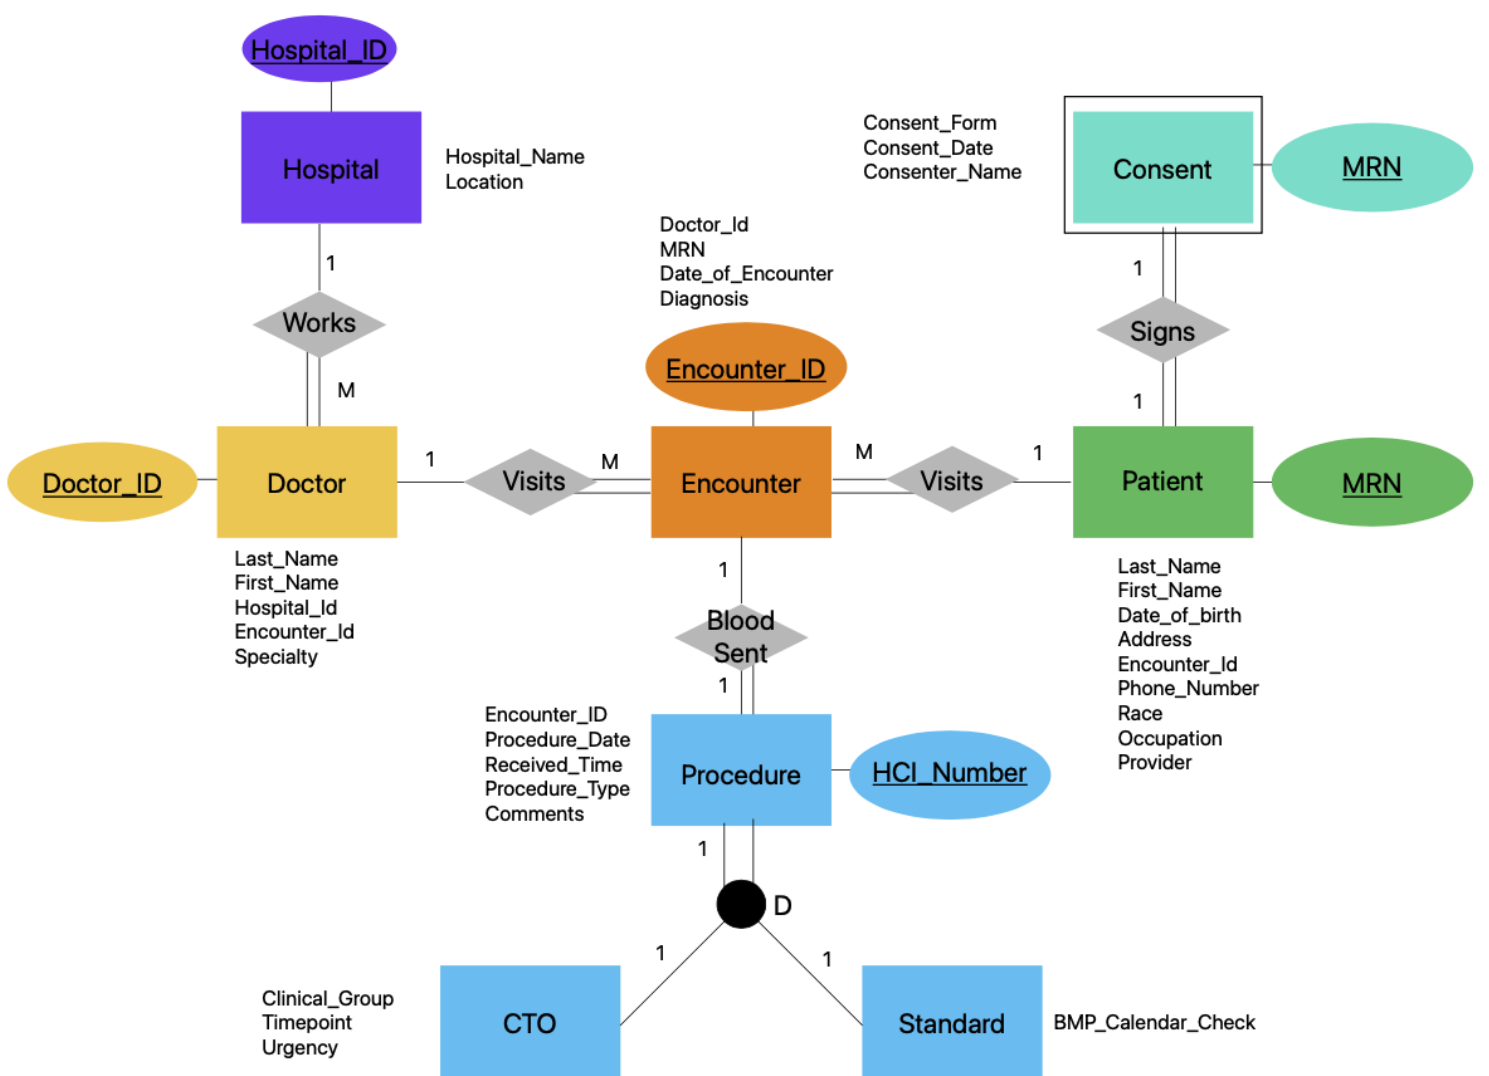 Hospital_ID
Hospital
Hospital_Name
Location
1
Works
M
Doctor_ID
Doctor
Last_Name
First_Name
Hospital_Id
Encounter_Id
Specialty
1
Visits
M
Doctor_Id
MRN
Date_of_Encounter
Diagnosis
Encounter_ID
Encounter
M
Visits
1
Consent_Form
Consent_Date
Consenter_Name
Consent
MRN
1
Signs
1
Patient
MRN
Last_Name
First_Name
Date_of_birth
Address
Encounter_Id
Phone_Number
Race
Occupation
Provider
1
Blood
Sent
1
Encounter_ID
Procedure_Date
Received_Time
Procedure_Type
Comments
Procedure
HCI_Number
1
D
1
1
Clinical_Group
Timepoint
Urgency
CTO
Standard
BMP_Calendar_Check